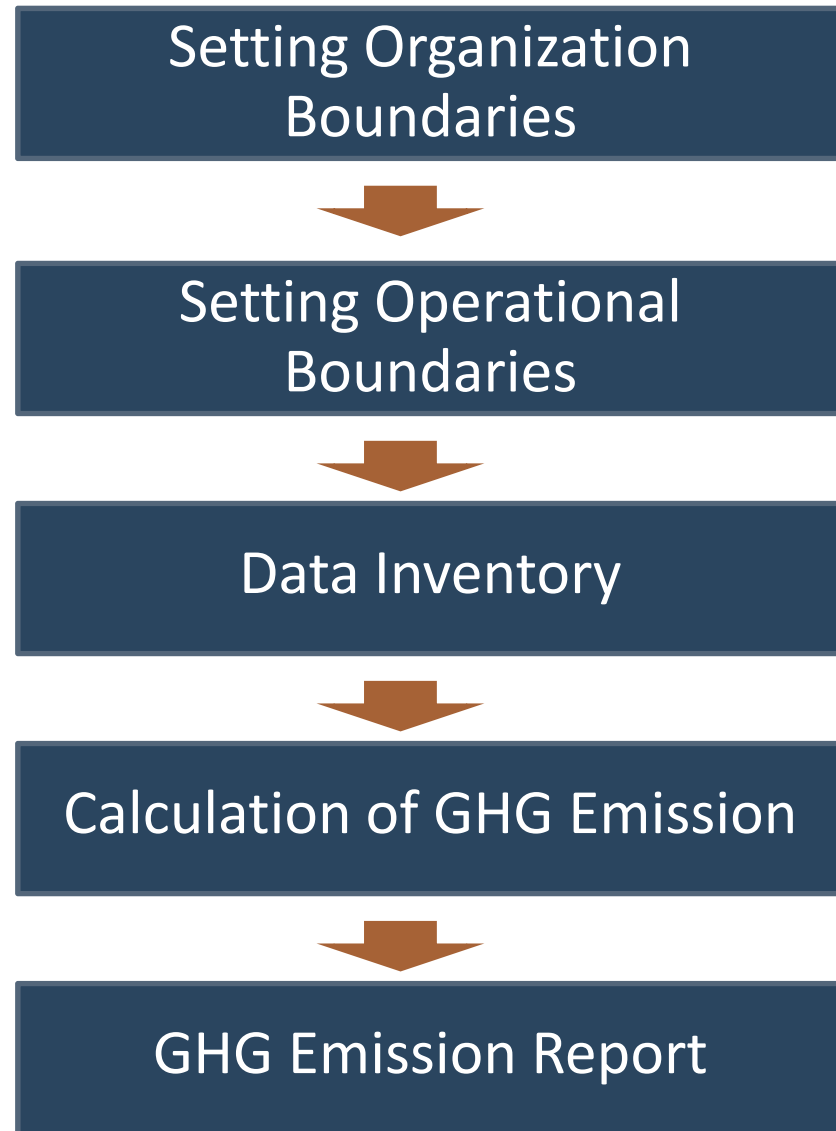 Setting Organization
Boundaries
Setting Operational
Boundaries
Data Inventory
Calculation of GHG Emission
GHG Emission Report